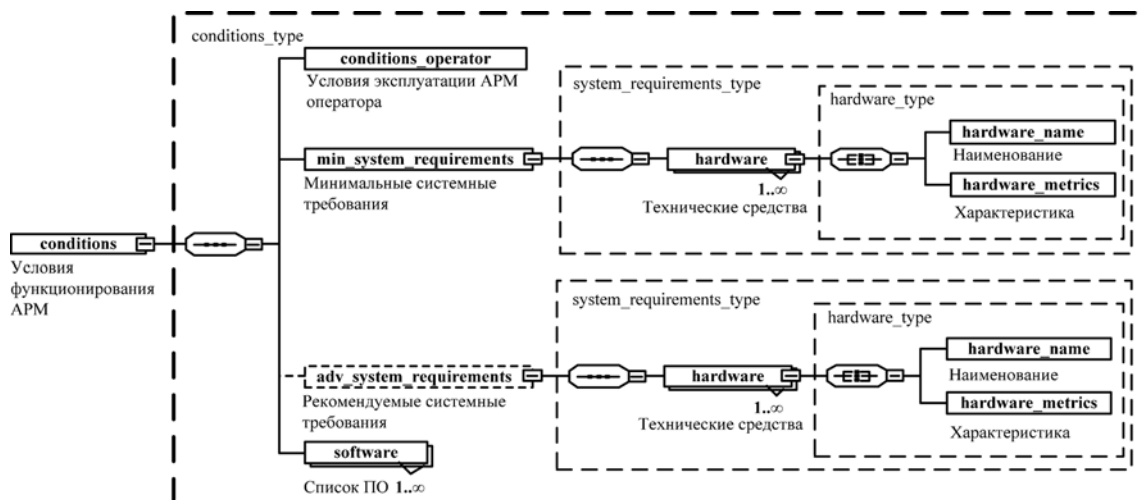 conditions_type
conditions_operator
Условия эксплуатации АРМ
оператора
system_requirements_type
hardware_type
min_system_requirements
hardware
hardware_name
Наименование
hardware_metrics
Минимальные системные
требования
1..∞
Технические средства
Характеристика
conditions
Условия
функционирования
АРМ
system_requirements_type
hardware_type
adv_system_requirements
hardware
hardware_name
Наименование
hardware_metrics
Рекомендуемые системные
требования
1..∞
Технические средства
Характеристика
software
Список ПО 1..∞